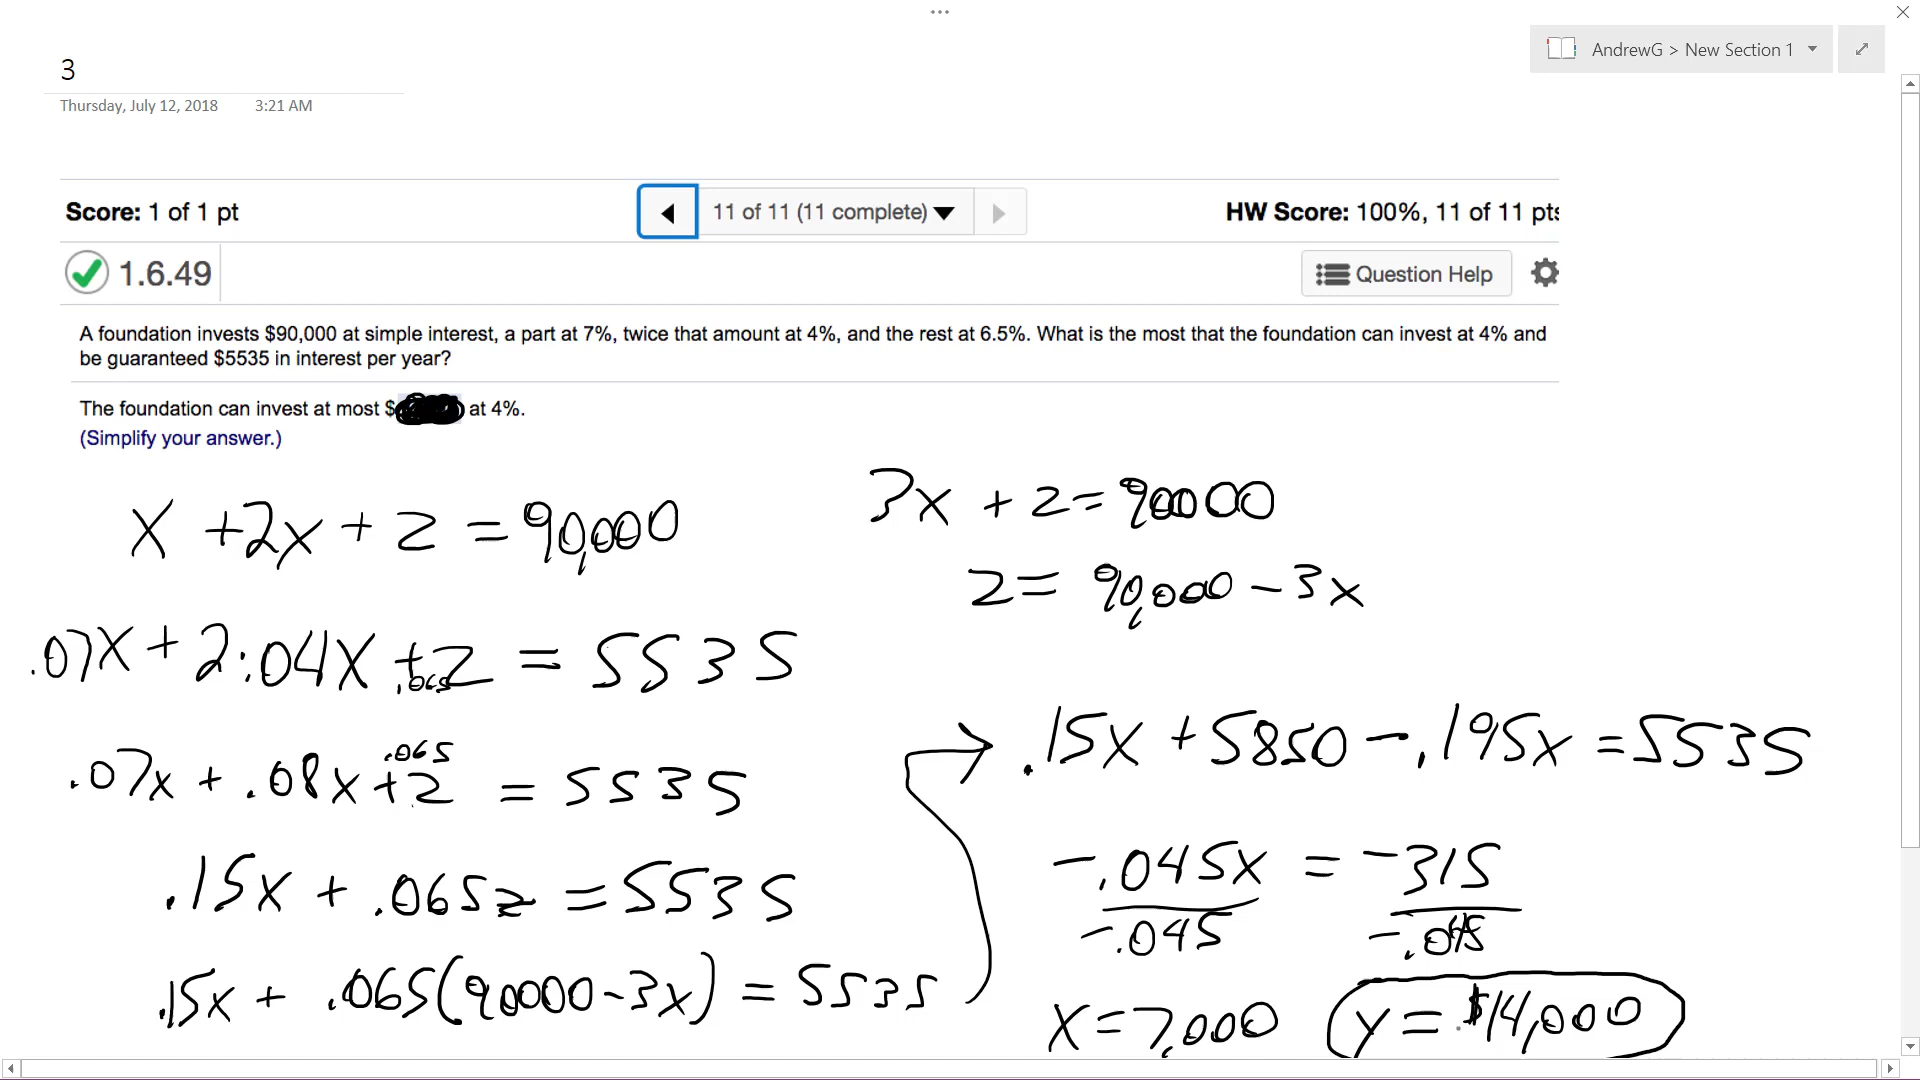 AndrewG > New Section 1
3
Thursday, July 12, 2018 3:21 AM
Score: 1 of 1 pt
11 of 11 (11 complete)
HW Score: 100%, 11 of 11 pts
1.6.49
Question Help
A foundation invests $90,000 at simple interest, a part at 7%, twice that amount at 4%, and the rest at 6.5%. What is the most that the foundation can invest at 4% and
be guaranteed $5535 in interest per year?
The foundation can invest at most $ at 4%.
(Simplify your answer.)
x + 2x + z = 90,000
.07x + 2·.04x + .065z = 5535
.07x + .08x + .065z = 5535
.15x + .065z = 5535
.15x + .065(90000-3x) = 5535
3x + z = 90000
z = 90,000 - 3x
.15x + 5850 - .195x = 5535
-.045x = -315
-.045 -.045
x = 7,000 y = $14,000